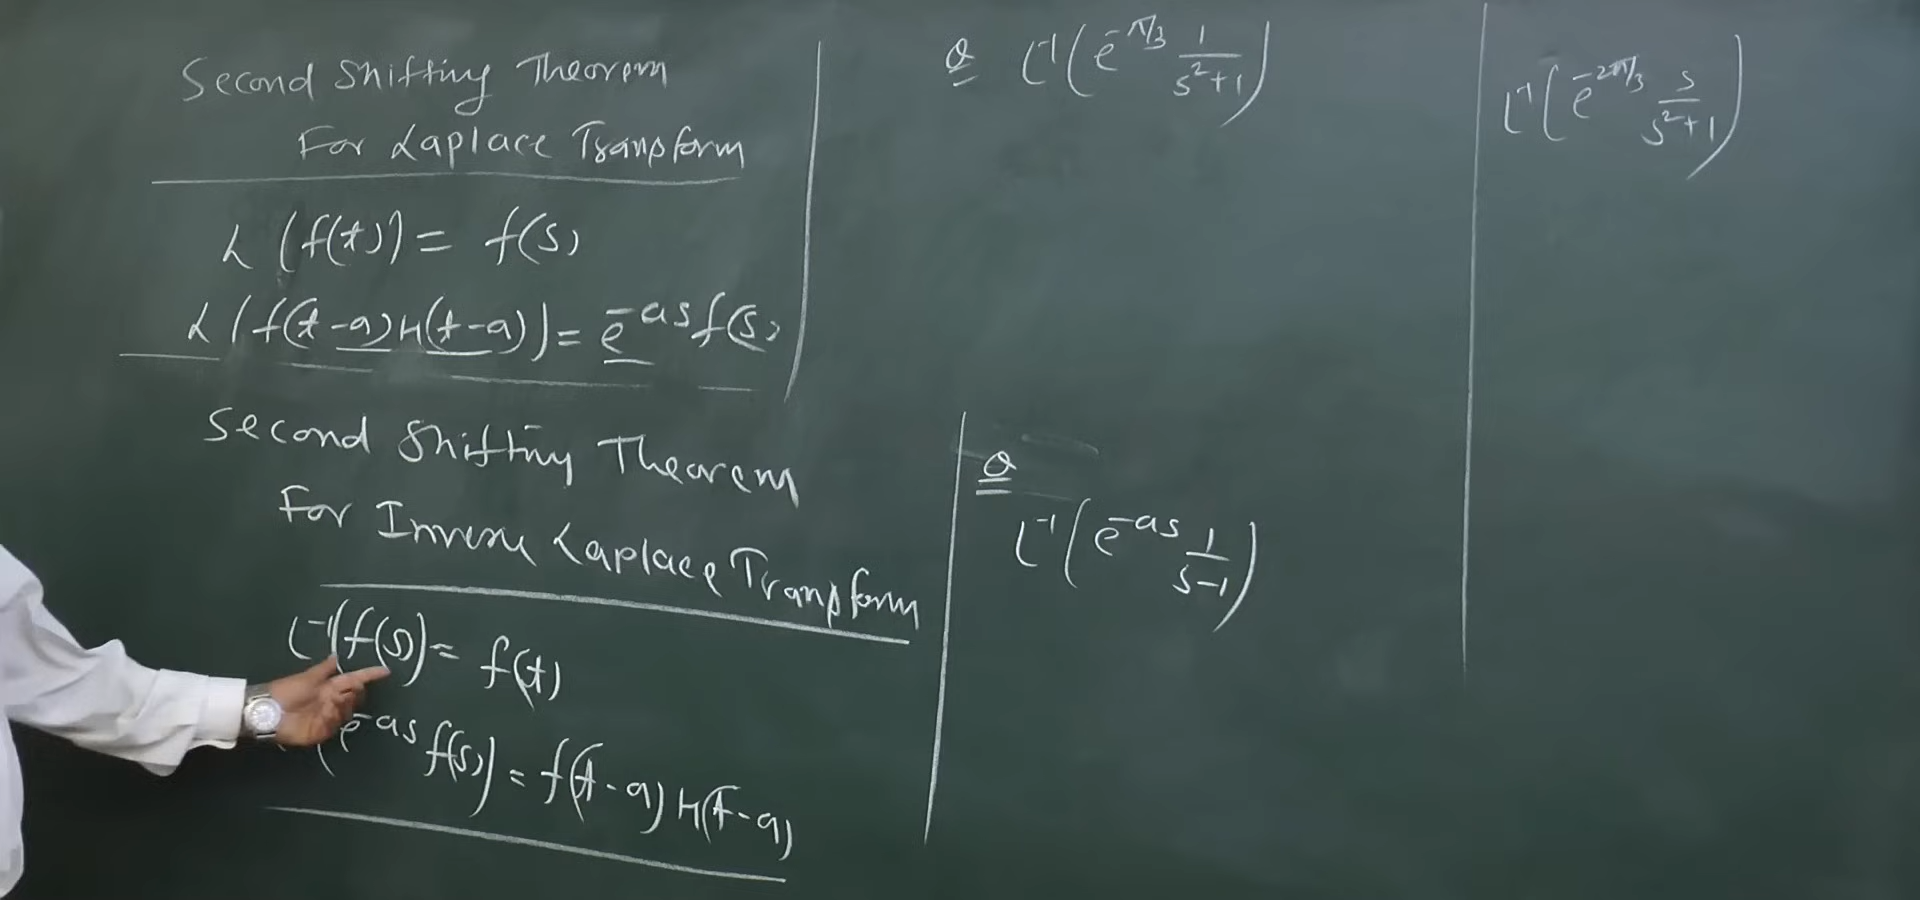 Second Shifting Theorem
For Laplace Transform
L(f(t)) = f(s)
L(f(t-a)H(t-a)) = e^-as f(s)
Second Shifting Theorem
For Inverse Laplace Transform
L^-1(f(s)) = f(t)
(e^-as f(s)) = f(t-a) H(t-a)
Q L^-1(e^-π/3 1/(s^2+1))
Q
L^-1(e^-as 1/(s-1))
L^-1(e^-2π/3 s/(s^2+1))